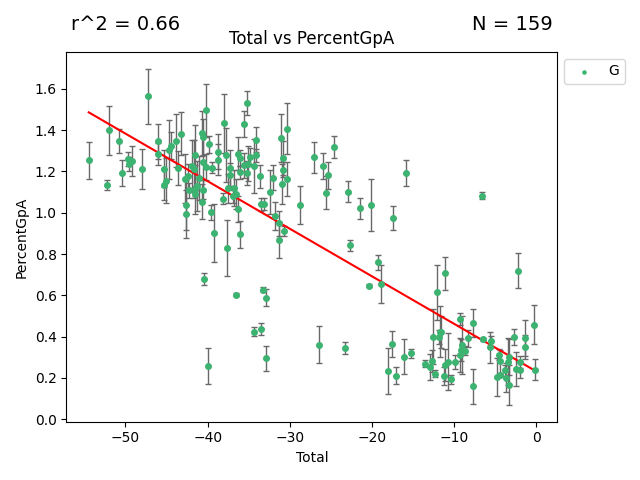 r^2 = 0.66 N = 159
Total vs PercentGpA
G
PercentGpA
1.6
1.4
1.2
1.0
0.8
0.6
0.4
0.2
0.0
−50 −40 −30 −20 −10 0
Total